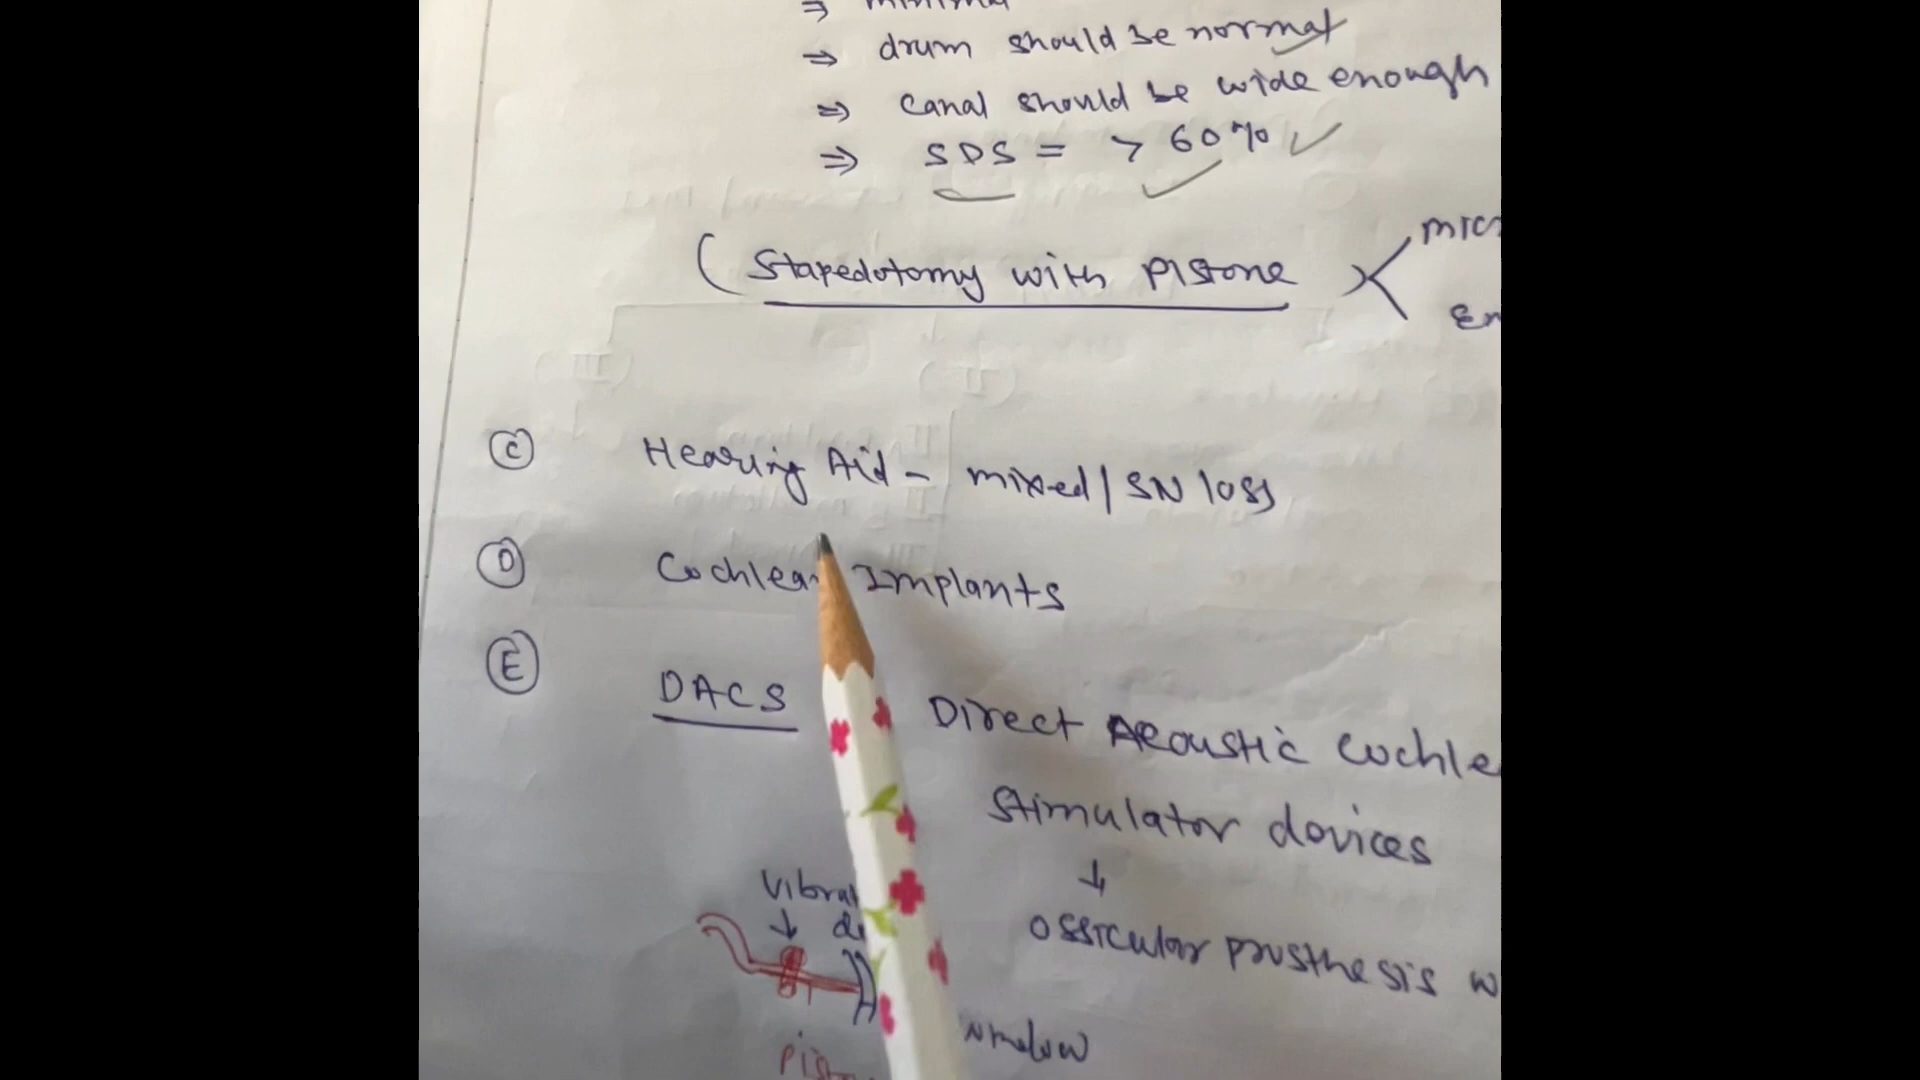 ⇒ minimal
⇒ drum should be normal
⇒ canal should be wide enough
⇒ SDS = > 60% ✓
(Stapedotomy with Pistone
C Hearing Aid - mixed/SN loss
D Cochlear Implants
E DACS Direct Acoustic Cochle
Stimulator devices
↓
Ossicular prosthesis w